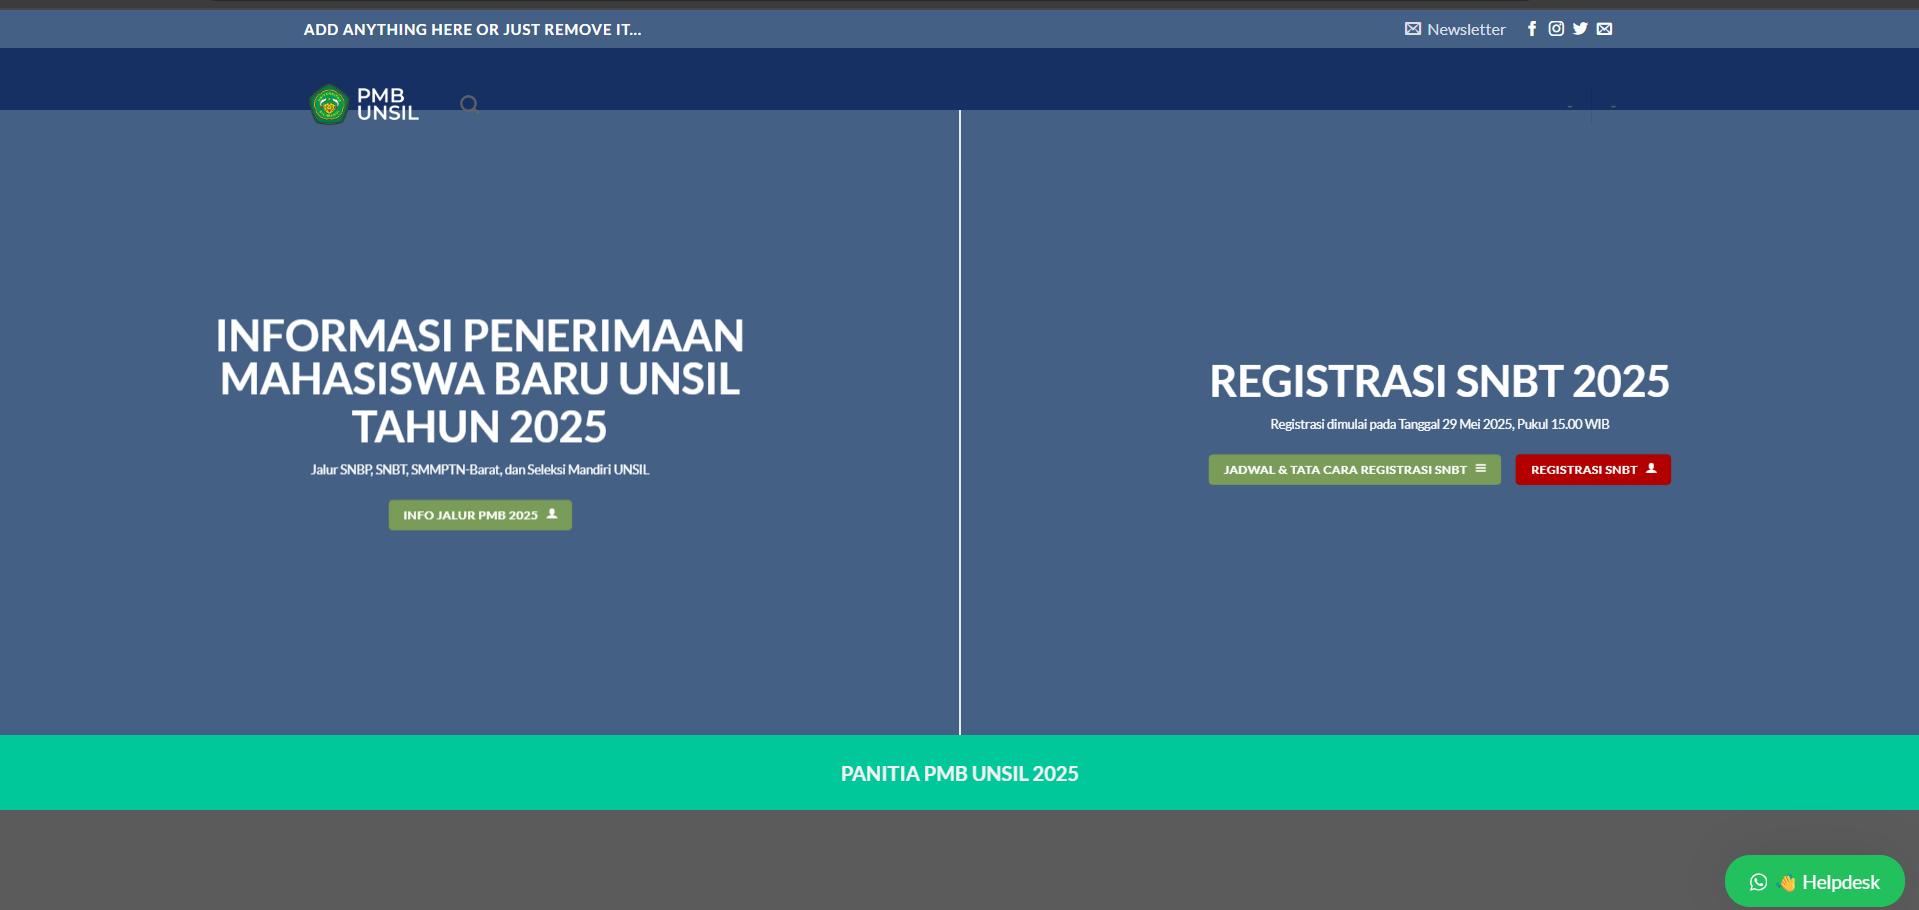 ADD ANYTHING HERE OR JUST REMOVE IT...
Newsletter
PMB
UNSIL
-
-
INFORMASI PENERIMAAN
MAHASISWA BARU UNSIL
TAHUN 2025
Jalur SNBP, SNBT, SMMPTN-Barat, dan Seleksi Mandiri UNSIL
INFO JALUR PMB 2025
REGISTRASI SNBT 2025
Registrasi dimulai pada Tanggal 29 Mei 2025, Pukul 15.00 WIB
JADWAL & TATA CARA REGISTRASI SNBT
REGISTRASI SNBT
PANITIA PMB UNSIL 2025
👋 Helpdesk